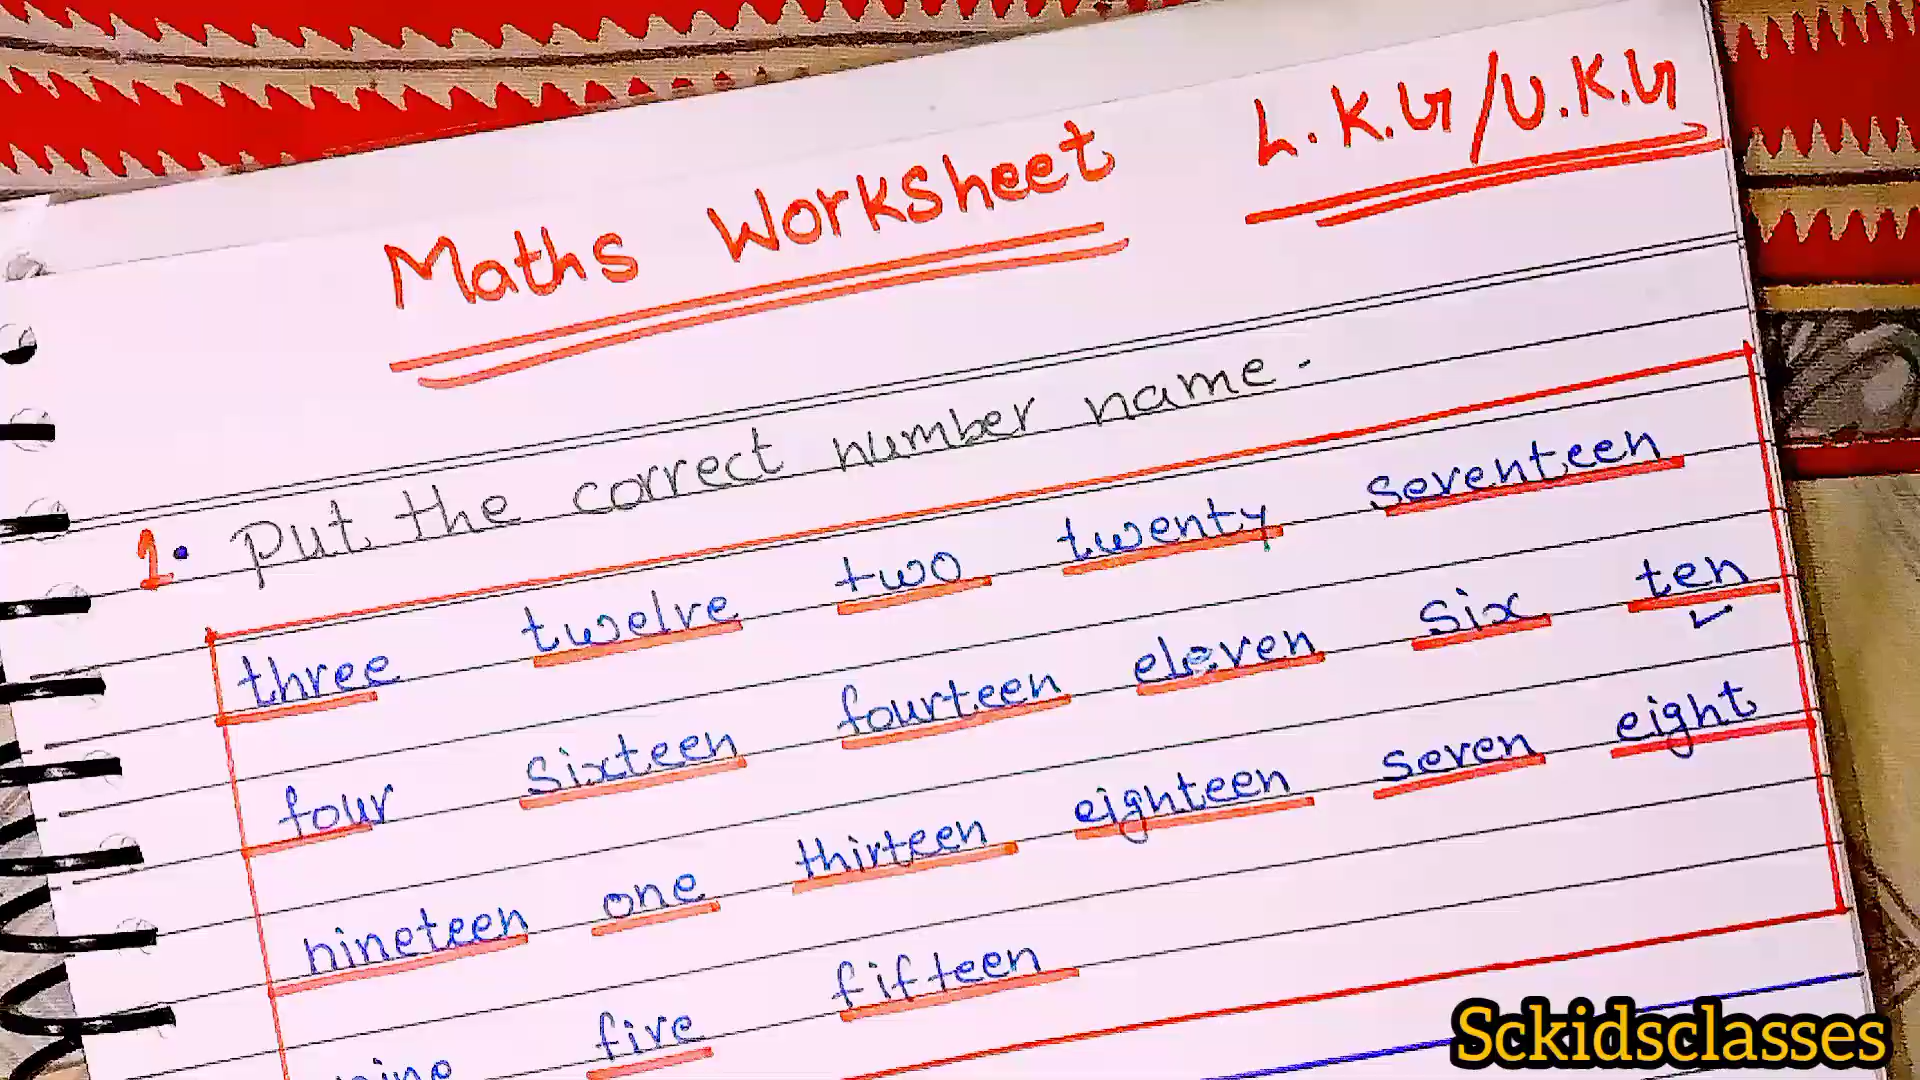 Maths Worksheet L.K.G/U.K.G
1. Put the correct number name.
three twelve two twenty seventeen
four sixteen fourteen eleven six ten
nineteen one thirteen eighteen seven eight
nine five fifteen
Sckidsclasses